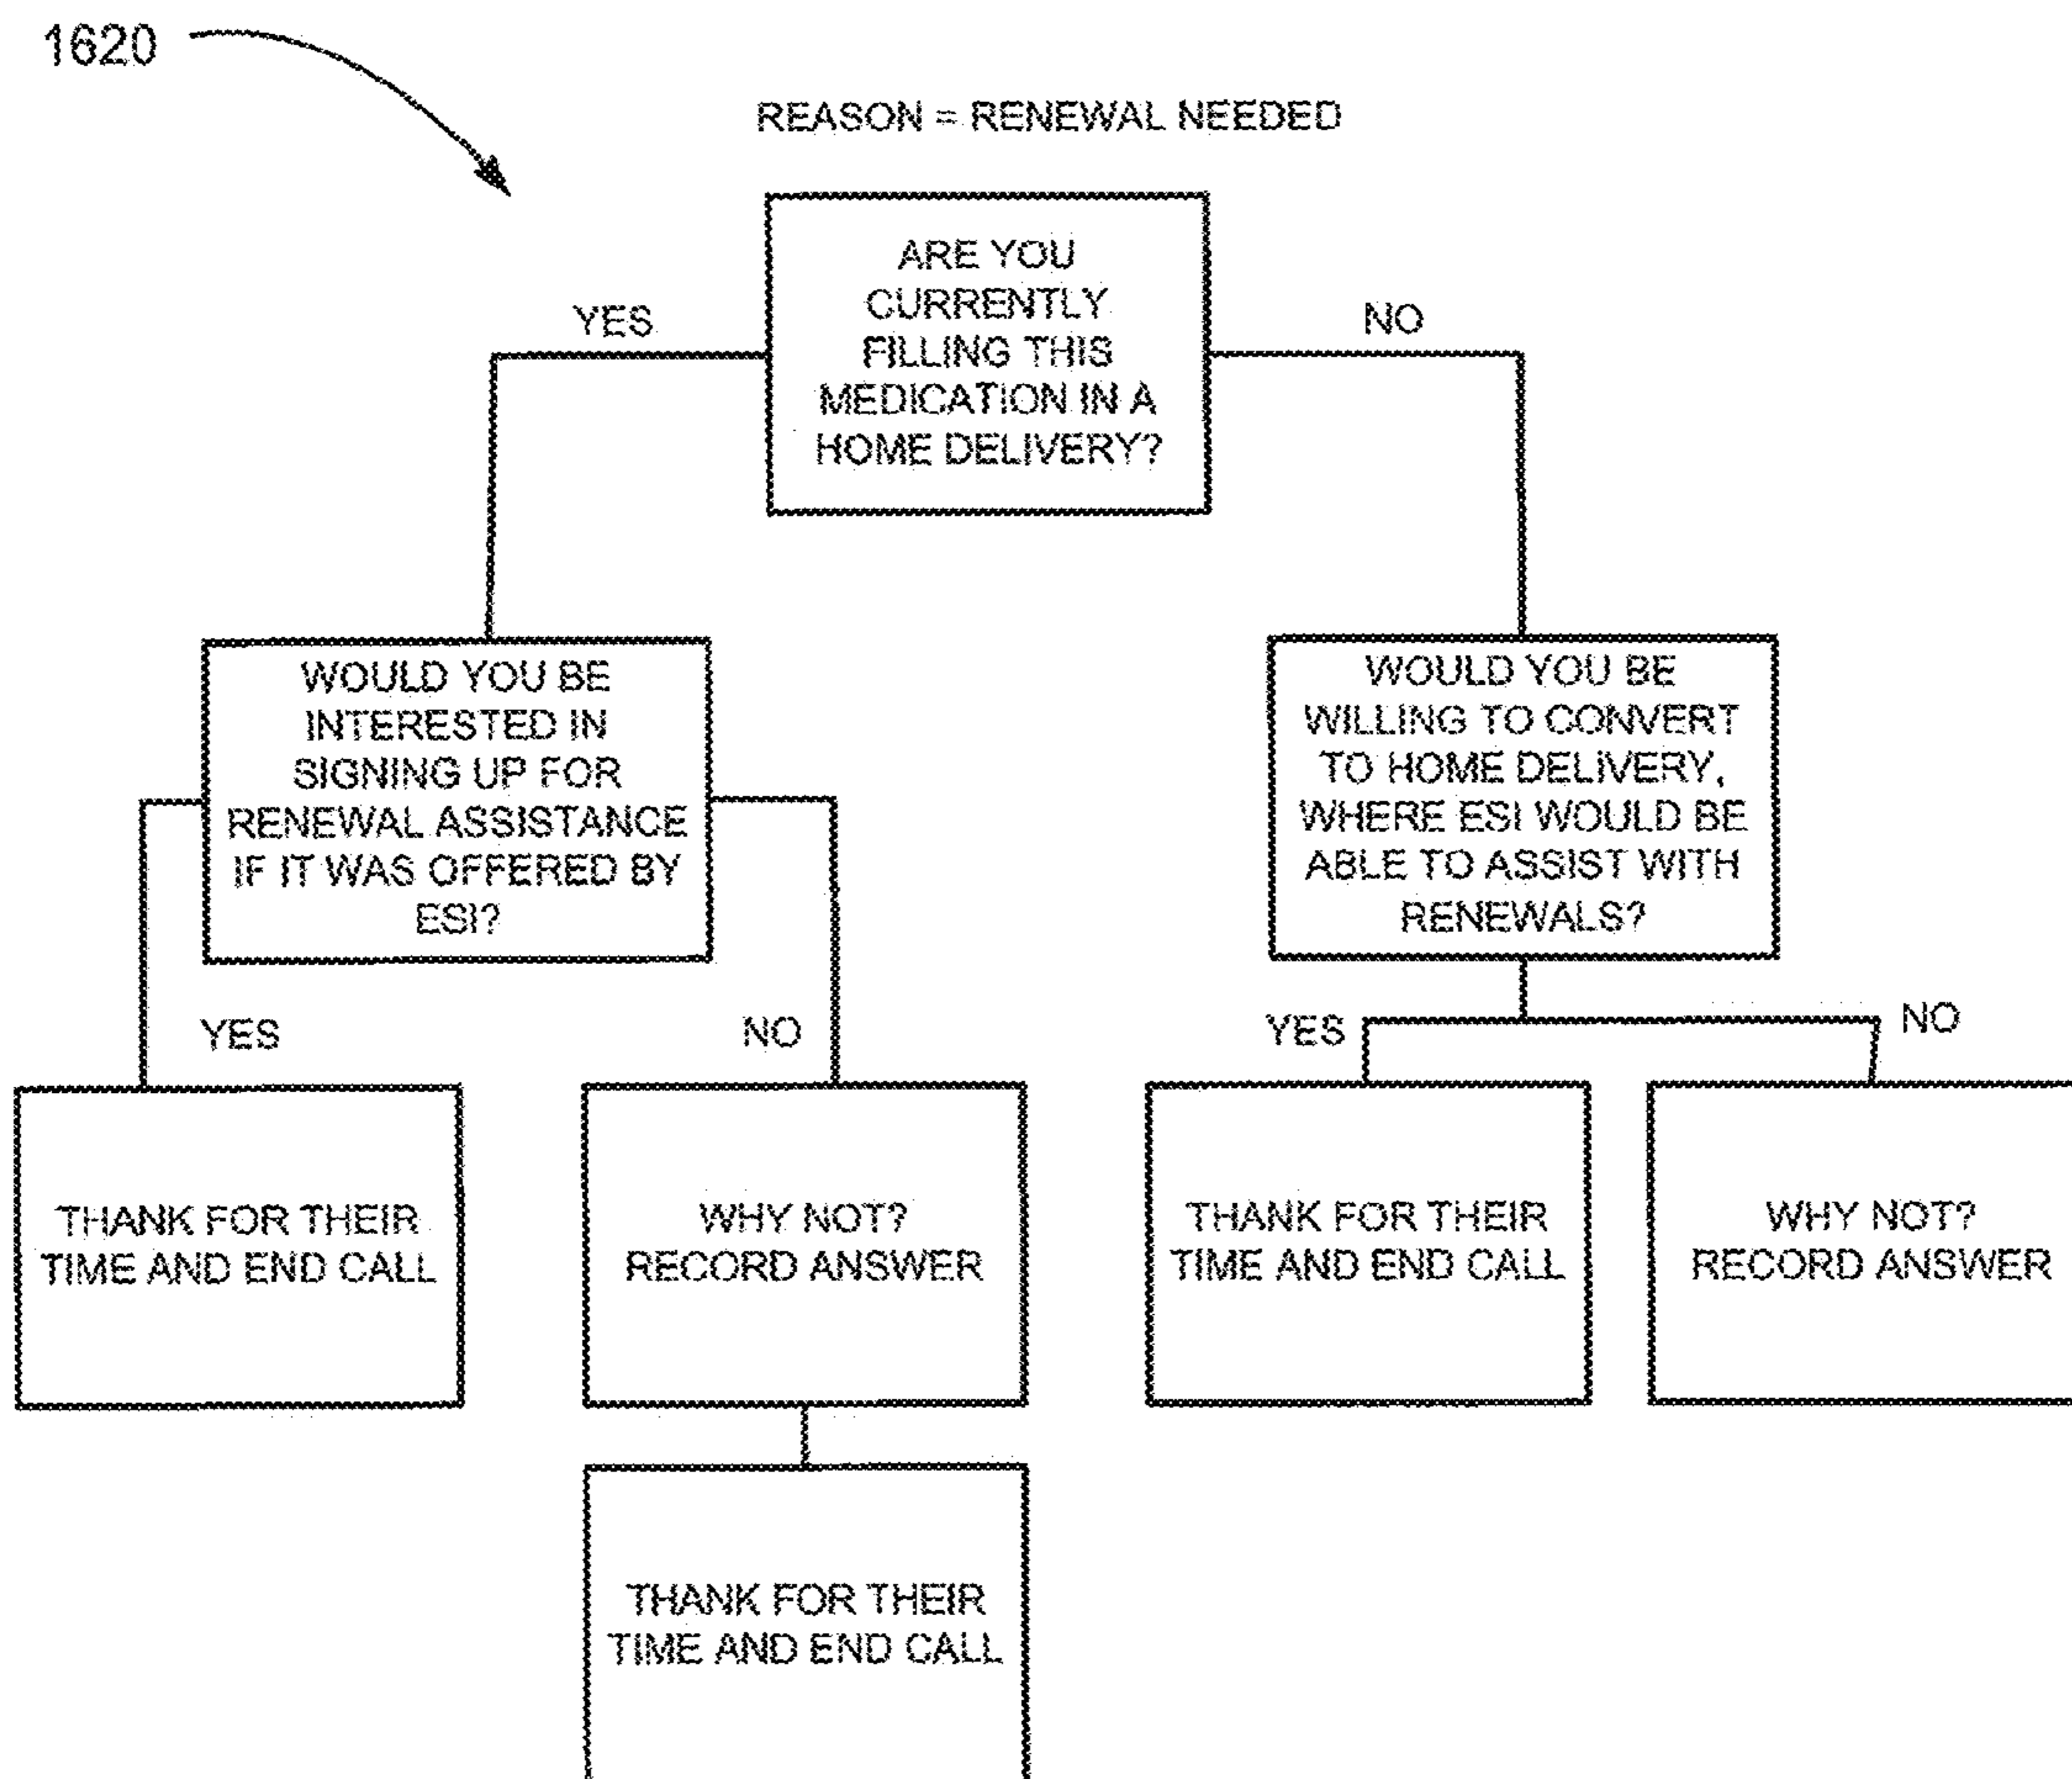 1620
REASON = RENEWAL NEEDED
ARE YOU
CURRENTLY
FILLING THIS
MEDICATION IN A
HOME DELIVERY?
YES
NO
WOULD YOU BE
INTERESTED IN
SIGNING UP FOR
RENEWAL ASSISTANCE
IF IT WAS OFFERED BY
ESI?
WOULD YOU BE
WILLING TO CONVERT
TO HOME DELIVERY,
WHERE ESI WOULD BE
ABLE TO ASSIST WITH
RENEWALS?
YES
NO
YES
NO
THANK FOR THEIR
TIME AND END CALL
WHY NOT?
RECORD ANSWER
THANK FOR THEIR
TIME AND END CALL
WHY NOT?
RECORD ANSWER
THANK FOR THEIR
TIME AND END CALL